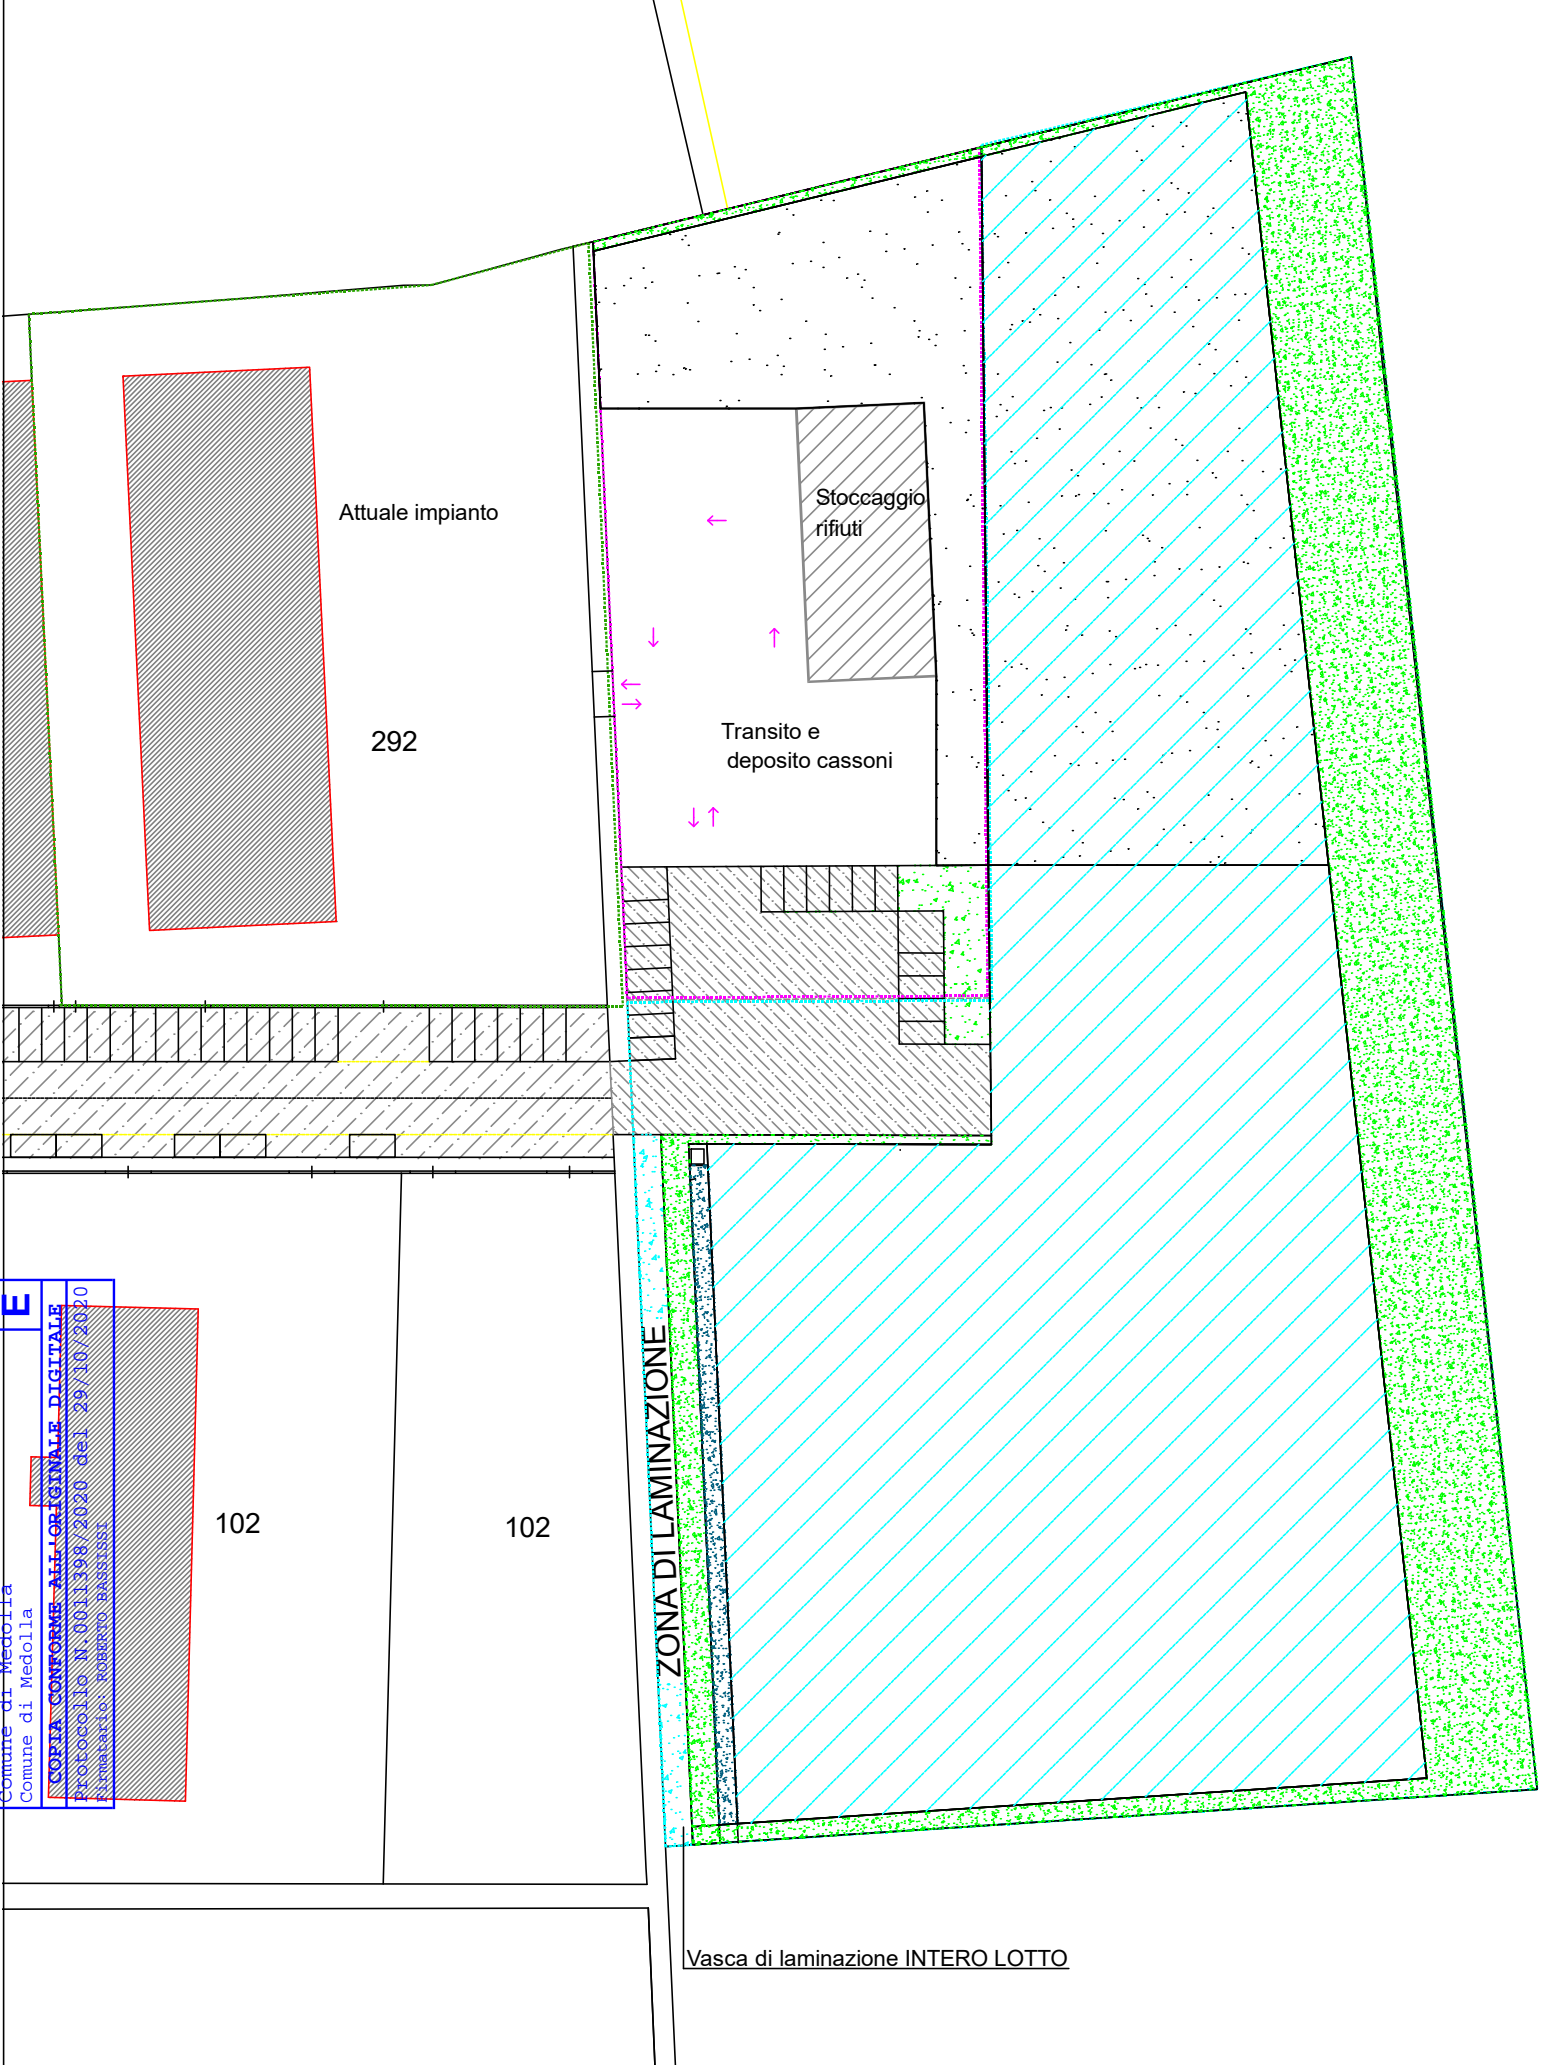 Attuale impianto
292
Stoccaggio
rifiuti
Transito e
deposito cassoni
ZONA DI LAMINAZIONE
102
102
Vasca di laminazione INTERO LOTTO
E
Comune di Medolla
Comune di Medolla
COPIA CONFORME ALL'ORIGINALE DIGITALE
Protocollo N.0011398/2020 del 29/10/2020
Firmatario: ROBERTO BASSISSI